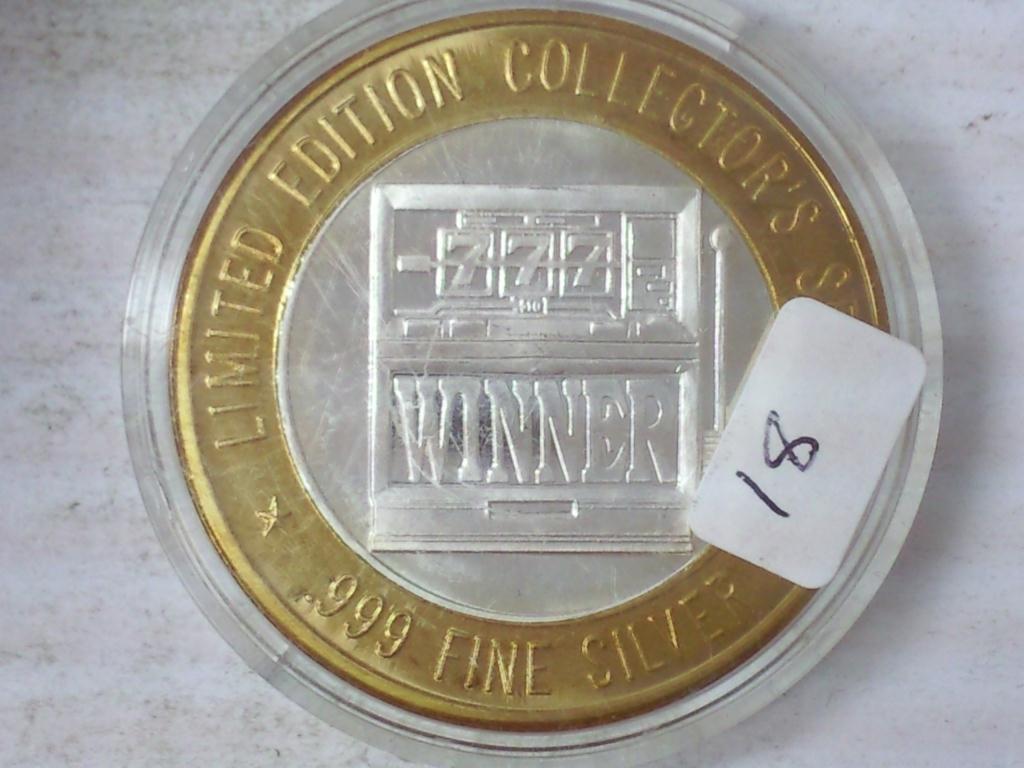 LIMITED EDITION COLLECTOR'S
777
WINNER
18
.999 FINE SILVER